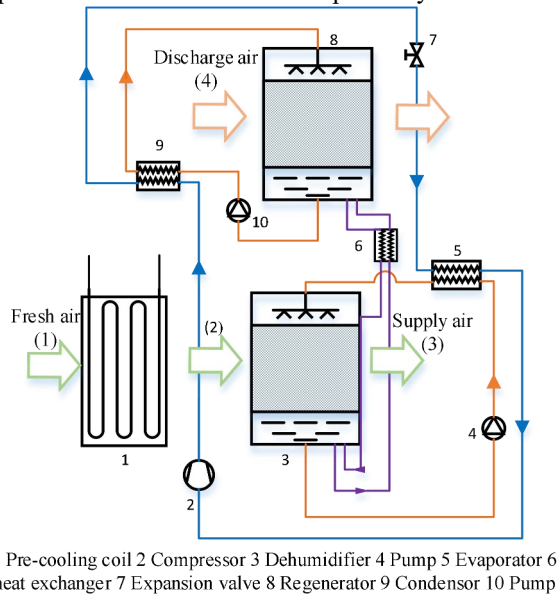 8
7
Discharge air
(4)
9
10
6
5
Fresh air
(1)
(2)
Supply air
(3)
4
1
3
2
Pre-cooling coil 2 Compressor 3 Dehumidifier 4 Pump 5 Evaporator 6
heat exchanger 7 Expansion valve 8 Regenerator 9 Condensor 10 Pump